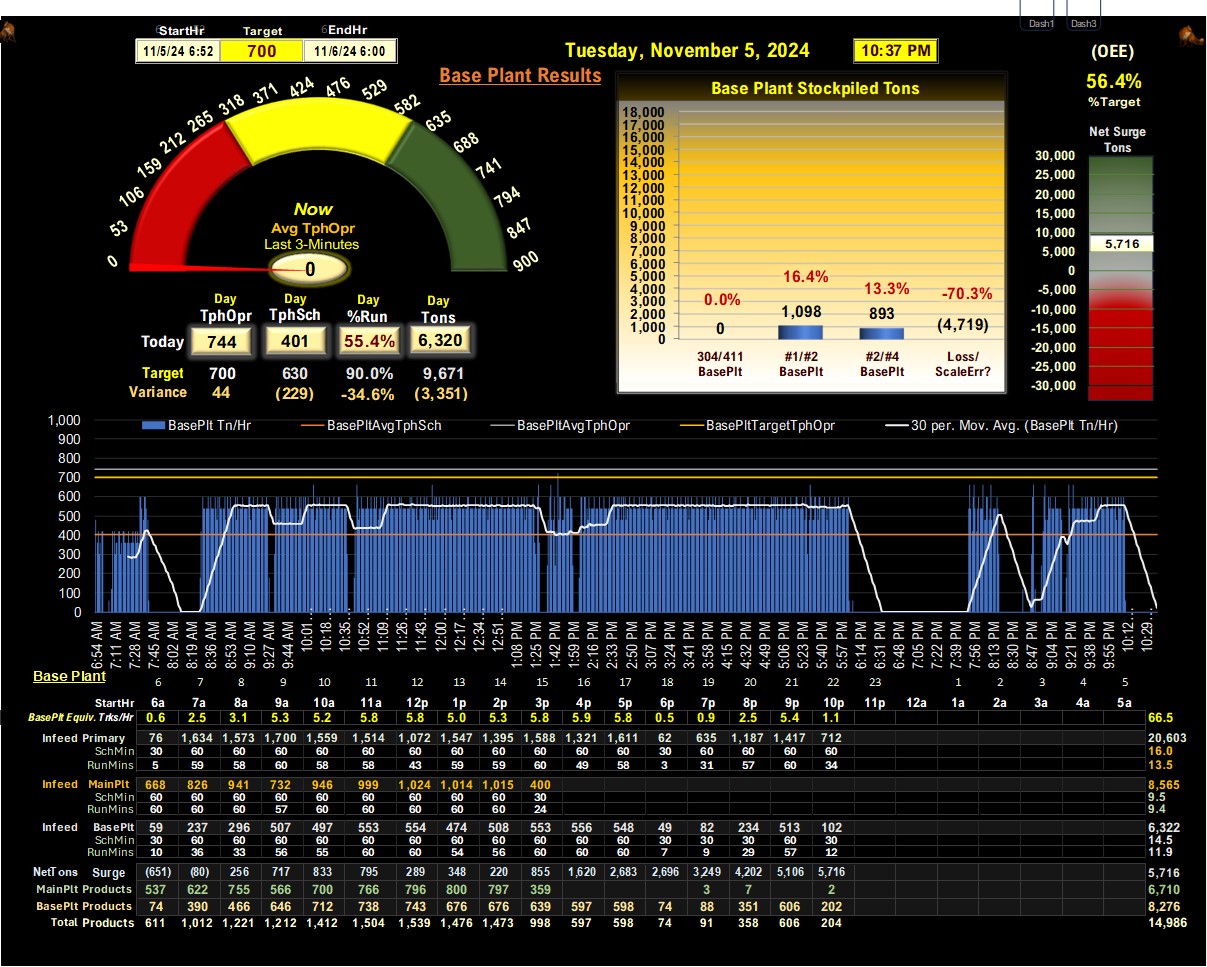 Dash1 Dash3
StartHr Target EndHr
11/5/24 6:52 700 11/6/24 6:00
Tuesday, November 5, 2024 10:37 PM
(OEE)
56.4%
%Target
Base Plant Results
Base Plant Stockpiled Tons
Net Surge
Tons
0 53 106 159 212 265 318 371 424 476 529 582 635 688 741 794 847 900
Now
Avg TphOpr
Last 3-Minutes
0
18,000
17,000
16,000
15,000
14,000
13,000
12,000
11,000
10,000
9,000
8,000
7,000
6,000
5,000
4,000
3,000
2,000
1,000
0
0.0% 16.4% 13.3% -70.3%
0 1,098 893 (4,719)
304/411 #1/#2 #2/#4 Loss/
BasePlt BasePlt BasePlt ScaleErr?
30,000
25,000
20,000
15,000
10,000
5,000
0
-5,000
-10,000
-15,000
-20,000
-25,000
-30,000
5,716
Day Day Day Day
TphOpr TphSch %Run Tons
Today 744 401 55.4% 6,320
Target 700 630 90.0% 9,671
Variance 44 (229) -34.6% (3,351)
BasePlt Tn/Hr BasePltAvgTphSch BasePltAvgTphOpr BasePltTargetTphOpr 30 per. Mov. Avg. (BasePlt Tn/Hr)
1,000
900
800
700
600
500
400
300
200
100
0
6:54 AM 7:11 AM 7:28 AM 7:45 AM 8:02 AM 8:19 AM 8:36 AM 8:53 AM 9:10 AM 9:27 AM 9:44 AM 10:01… 10:18… 10:35… 10:52… 11:09… 11:26… 11:43… 12:00… 12:17… 12:34… 12:51… 1:08 PM 1:25 PM 1:42 PM 1:59 PM 2:16 PM 2:33 PM 2:50 PM 3:07 PM 3:24 PM 3:41 PM 3:58 PM 4:15 PM 4:32 PM 4:49 PM 5:06 PM 5:23 PM 5:40 PM 5:57 PM 6:14 PM 6:31 PM 6:48 PM 7:05 PM 7:22 PM 7:39 PM 7:56 PM 8:13 PM 8:30 PM 8:47 PM 9:04 PM 9:21 PM 9:38 PM 9:55 PM 10:12… 10:29…
Base Plant 6 7 8 9 10 11 12 13 14 15 16 17 18 19 20 21 22 23 1 2 3 4 5
StartHr 6a 7a 8a 9a 10a 11a 12p 1p 2p 3p 4p 5p 6p 7p 8p 9p 10p 11p 12a 1a 2a 3a 4a 5a
BasePlt Equiv. Trks/Hr 0.6 2.5 3.1 5.3 5.2 5.8 5.8 5.0 5.3 5.8 5.9 5.8 0.5 0.9 2.5 5.4 1.1 66.5
Infeed Primary 76 1,634 1,573 1,700 1,559 1,514 1,072 1,547 1,395 1,588 1,321 1,611 62 635 1,187 1,417 712 20,603
SchMin 30 60 60 60 60 60 60 60 60 60 60 60 30 30 60 60 30 16.0
RunMins 5 59 58 60 58 58 43 59 59 60 49 58 3 31 57 60 34 13.5
Infeed MainPlt 668 826 941 732 946 999 1,024 1,014 1,015 400 8,565
SchMin 60 60 60 60 60 60 60 60 60 30 9.5
RunMins 60 60 60 57 60 60 60 60 60 24 9.4
Infeed BasePlt 59 237 296 507 497 553 554 474 508 553 556 548 49 82 234 513 102 6,322
SchMin 30 60 60 60 60 60 60 60 60 60 60 60 30 30 30 60 30 14.5
RunMins 10 36 33 56 55 60 60 54 56 60 60 60 7 9 29 57 12 11.9
NetTons Surge (651) (80) 256 717 833 795 289 348 220 855 1,620 2,683 2,696 3,249 4,202 5,106 5,716 5,716
MainPlt Products 537 622 755 566 700 766 796 800 797 359 3 7 2 6,710
BasePlt Products 74 390 466 646 712 738 743 676 676 639 597 598 74 88 351 606 202 8,276
Total Products 611 1,012 1,221 1,212 1,412 1,504 1,539 1,476 1,473 998 597 598 74 91 358 606 204 14,986